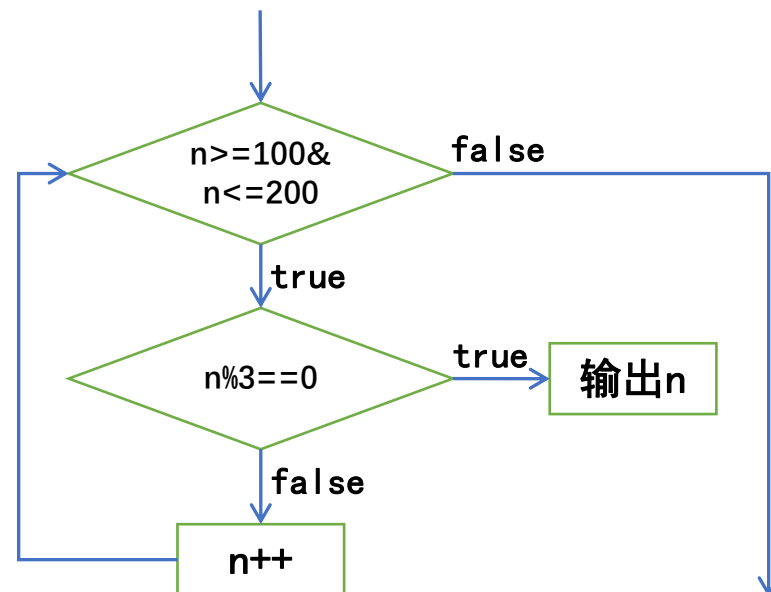 n>=100&
n<=200
false
true
n%3==0
true
输出n
false
n++